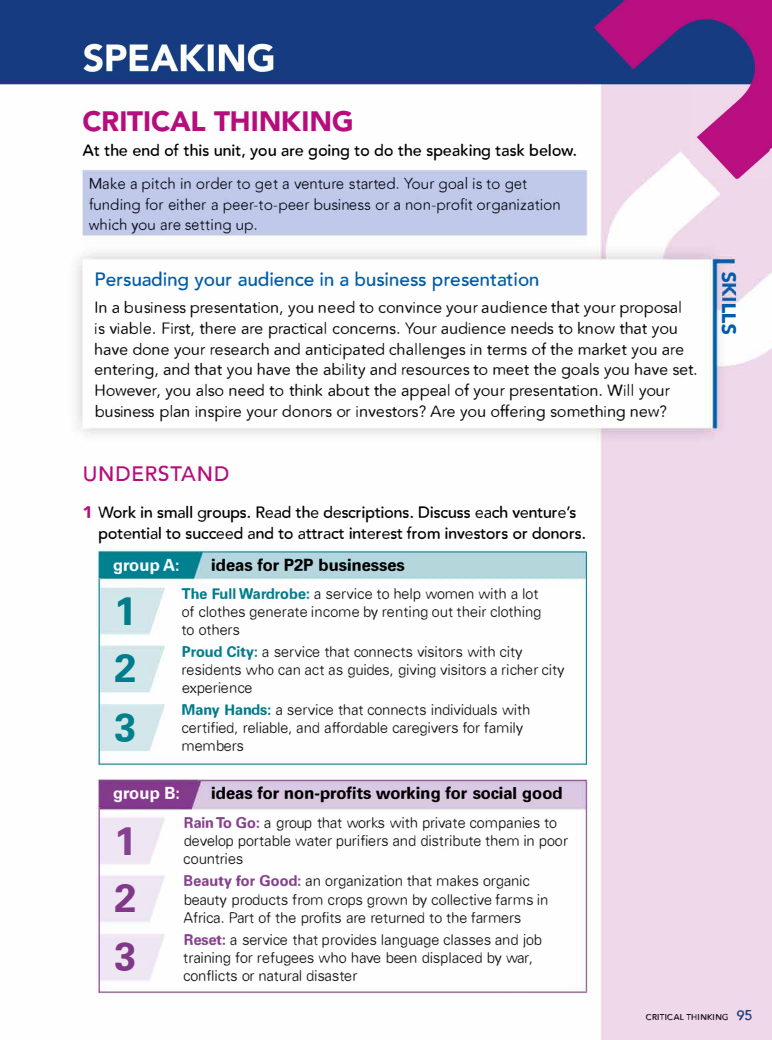 SPEAKING
CRITICAL THINKING
At the end of this unit, you are going to do the speaking task below.
Make a pitch in order to get a venture started. Your goal is to get
funding for either a peer-to-peer business or a non-profit organization
which you are setting up.
SKILLS
Persuading your audience in a business presentation
In a business presentation, you need to convince your audience that your proposal
is viable. First, there are practical concerns. Your audience needs to know that you
have done your research and anticipated challenges in terms of the market you are
entering, and that you have the ability and resources to meet the goals you have set.
However, you also need to think about the appeal of your presentation. Will your
business plan inspire your donors or investors? Are you offering something new?
UNDERSTAND
1 Work in small groups. Read the descriptions. Discuss each venture's
potential to succeed and to attract interest from investors or donors.
group A: ideas for P2P businesses
1 The Full Wardrobe: a service to help women with a lot
of clothes generate income by renting out their clothing
to others
2 Proud City: a service that connects visitors with city
residents who can act as guides, giving visitors a richer city
experience
3 Many Hands: a service that connects individuals with
certified, reliable, and affordable caregivers for family
members
group B: ideas for non-profits working for social good
1 Rain To Go: a group that works with private companies to
develop portable water purifiers and distribute them in poor
countries
2 Beauty for Good: an organization that makes organic
beauty products from crops grown by collective farms in
Africa. Part of the profits are returned to the farmers
3 Reset: a service that provides language classes and job
training for refugees who have been displaced by war,
conflicts or natural disaster
CRITICAL THINKING 95